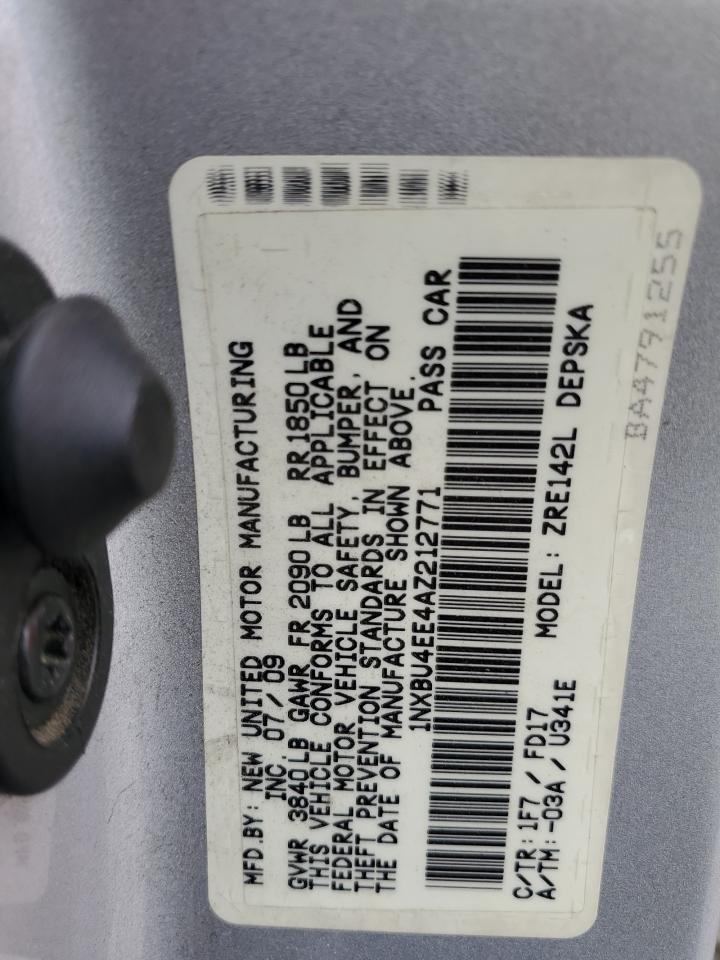 MFD.BY: NEW UNITED MOTOR MANUFACTURING
INC. 07/09
GVWR 3840LB GAWR FR 2090LB RR1850LB
THIS VEHICLE CONFORMS TO ALL APPLICABLE
FEDERAL MOTOR VEHICLE SAFETY, BUMPER, AND
THEFT PREVENTION STANDARDS IN EFFECT ON
THE DATE OF MANUFACTURE SHOWN ABOVE.
1NXBU4EE4AZ212771 PASS CAR
C/TR: 1F7 / FD17 MODEL: ZRE142L DEPSKA
A/TM: -03A / U341E
BA4791255